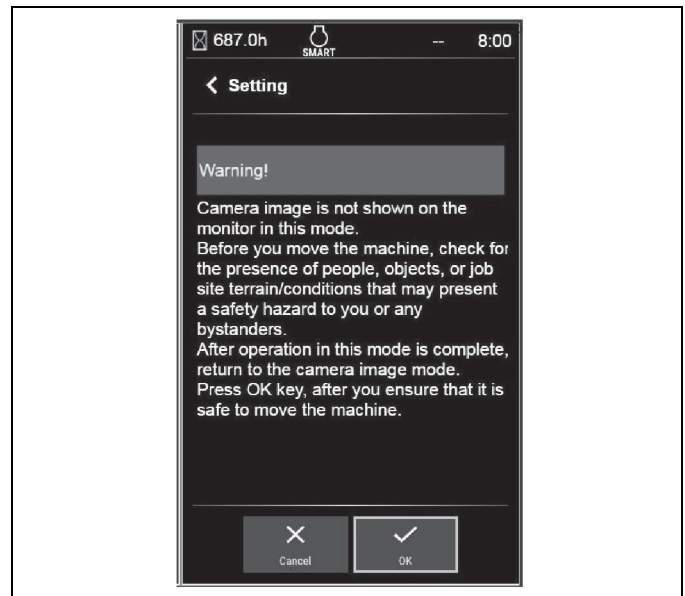 687.0h SMART -- 8:00
Setting
Warning!
Camera image is not shown on the
monitor in this mode.
Before you move the machine, check for
the presence of people, objects, or job
site terrain/conditions that may present
a safety hazard to you or any
bystanders.
After operation in this mode is complete,
return to the camera image mode.
Press OK key, after you ensure that it is
safe to move the machine.
Cancel OK